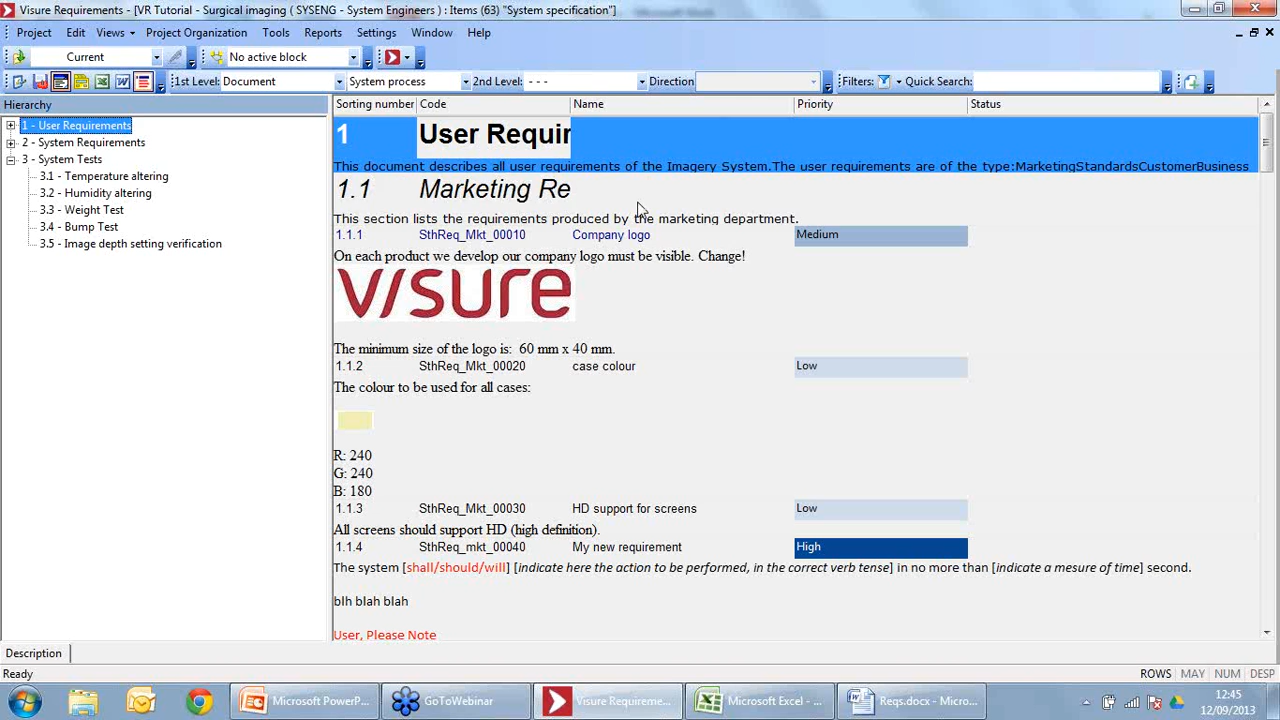 Visure Requirements - [VR Tutorial - Surgical imaging ( SYSENG - System Engineers ) : Items (63) "System specification"]
Project Edit Views Project Organization Tools Reports Settings Window Help
Current No active block
1st Level: Document System process 2nd Level: - - - Direction Filters: Quick Search:
Hierarchy
1 - User Requirements
2 - System Requirements
3 - System Tests
3.1 - Temperature altering
3.2 - Humidity altering
3.3 - Weight Test
3.4 - Bump Test
3.5 - Image depth setting verification
Sorting number Code Name Priority Status
1 User Requir
This document describes all user requirements of the Imagery System.The user requirements are of the type:MarketingStandardsCustomerBusiness
1.1 Marketing Re
This section lists the requirements produced by the marketing department.
1.1.1 SthReq_Mkt_00010 Company logo Medium
On each product we develop our company logo must be visible. Change!
visure
The minimum size of the logo is: 60 mm x 40 mm.
1.1.2 SthReq_Mkt_00020 case colour Low
The colour to be used for all cases:
R: 240
G: 240
B: 180
1.1.3 SthReq_Mkt_00030 HD support for screens Low
All screens should support HD (high definition).
1.1.4 SthReq_mkt_00040 My new requirement High
The system [shall/should/will] [indicate here the action to be performed, in the correct verb tense] in no more than [indicate a mesure of time] second.
blh blah blah
User, Please Note
Description
Ready ROWS MAY NUM DESP
Microsoft PowerP... GoToWebinar Visure Requireme... Microsoft Excel - ... Reqs.docx - Micro... 12:45
12/09/2013